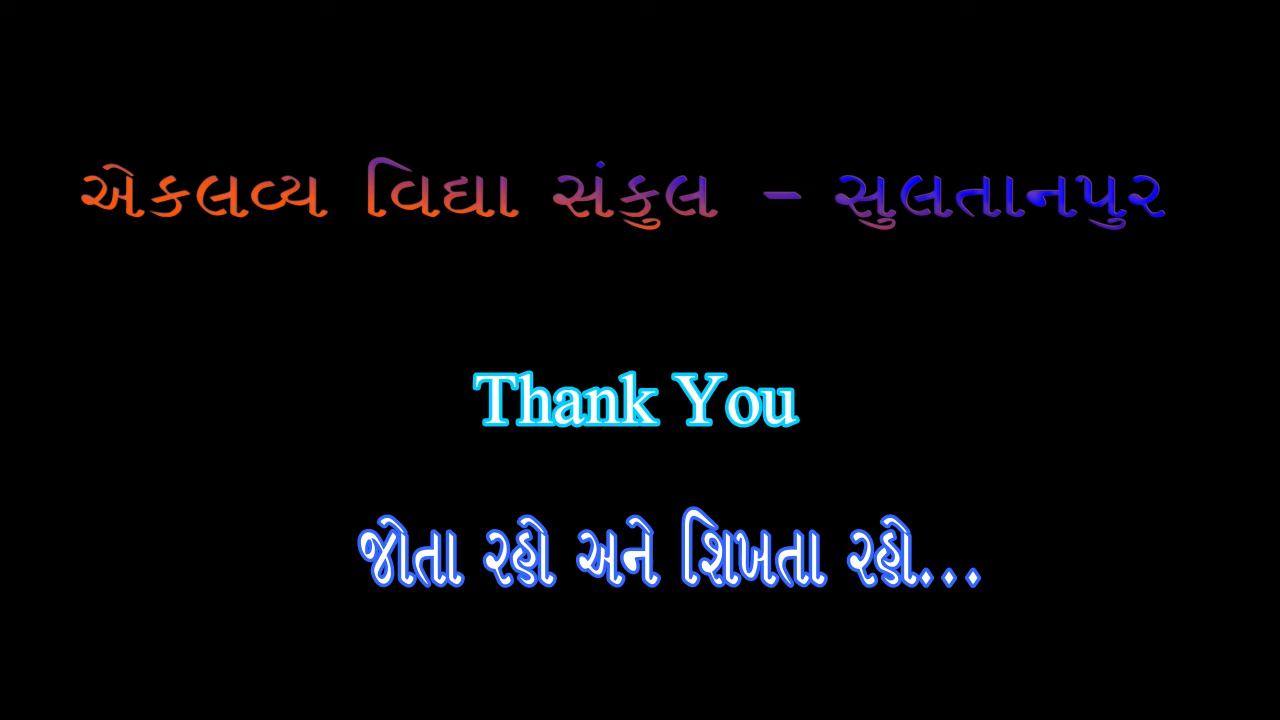 એકલવ્ય વિદ્યા સંકુલ - સુલતાનપુર
Thank You
જોતા રહો અને શિખતા રહો...